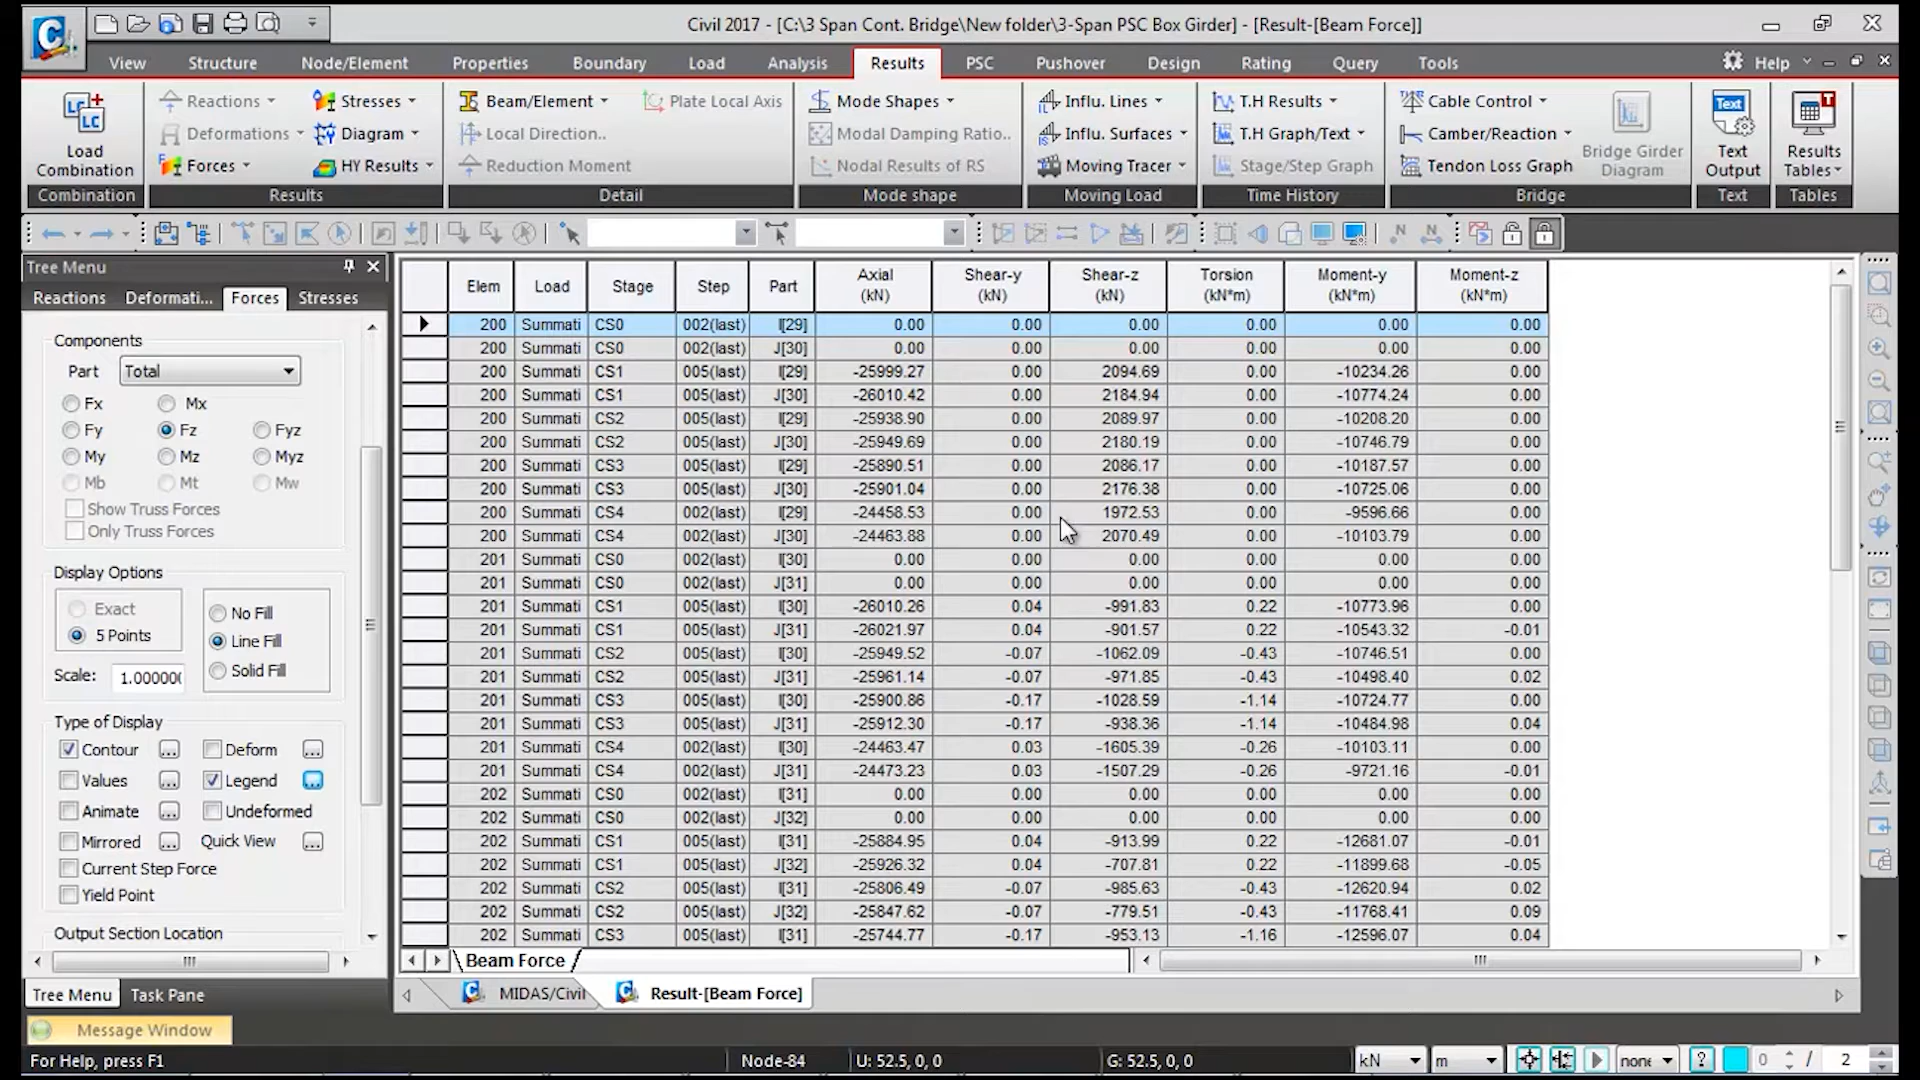 Civil 2017 - [C:\3 Span Cont. Bridge\New folder\3-Span PSC Box Girder] - [Result-[Beam Force]]
View Structure Node/Element Properties Boundary Load Analysis Results PSC Pushover Design Rating Query Tools Help
Reactions Stresses Beam/Element Plate Local Axis Mode Shapes Influ. Lines T.H Results Cable Control
Deformations Diagram Local Direction.. Modal Damping Ratio.. Influ. Surfaces T.H Graph/Text Camber/Reaction
Forces HY Results Reduction Moment Nodal Results of RS Moving Tracer Stage/Step Graph Tendon Loss Graph
Load Combination
Bridge Girder Diagram
Text Output
Results Tables
Combination Results Detail Mode shape Moving Load Time History Bridge Text Tables
Tree Menu
Reactions Deformati... Forces Stresses
Components
Part Total
Fx Mx
Fy Fz Fyz
My Mz Myz
Mb Mt Mw
Show Truss Forces
Only Truss Forces
Display Options
Exact
5 Points
No Fill
Line Fill
Solid Fill
Scale: 1.00000
Type of Display
Contour ... Deform ...
Values ... Legend ...
Animate ... Undeformed
Mirrored ... Quick View ...
Current Step Force
Yield Point
Output Section Location
Tree Menu Task Pane
Elem Load Stage Step Part Axial (kN) Shear-y (kN) Shear-z (kN) Torsion (kN*m) Moment-y (kN*m) Moment-z (kN*m)
200 Summati CS0 002(last) I[29] 0.00 0.00 0.00 0.00 0.00 0.00
200 Summati CS0 002(last) J[30] 0.00 0.00 0.00 0.00 0.00 0.00
200 Summati CS1 005(last) I[29] -25999.27 0.00 2094.69 0.00 -10234.26 0.00
200 Summati CS1 005(last) J[30] -26010.42 0.00 2184.94 0.00 -10774.24 0.00
200 Summati CS2 005(last) I[29] -25938.90 0.00 2089.97 0.00 -10208.20 0.00
200 Summati CS2 005(last) J[30] -25949.69 0.00 2180.19 0.00 -10746.79 0.00
200 Summati CS3 005(last) I[29] -25890.51 0.00 2086.17 0.00 -10187.57 0.00
200 Summati CS3 005(last) J[30] -25901.04 0.00 2176.38 0.00 -10725.06 0.00
200 Summati CS4 002(last) I[29] -24458.53 0.00 1972.53 0.00 -9596.66 0.00
200 Summati CS4 002(last) J[30] -24463.88 0.00 2070.49 0.00 -10103.79 0.00
201 Summati CS0 002(last) I[30] 0.00 0.00 0.00 0.00 0.00 0.00
201 Summati CS0 002(last) J[31] 0.00 0.00 0.00 0.00 0.00 0.00
201 Summati CS1 005(last) I[30] -26010.26 0.04 -991.83 0.22 -10773.96 0.00
201 Summati CS1 005(last) J[31] -26021.97 0.04 -901.57 0.22 -10543.32 -0.01
201 Summati CS2 005(last) I[30] -25949.52 -0.07 -1062.09 -0.43 -10746.51 0.00
201 Summati CS2 005(last) J[31] -25961.14 -0.07 -971.85 -0.43 -10498.40 0.02
201 Summati CS3 005(last) I[30] -25900.86 -0.17 -1028.59 -1.14 -10724.77 0.00
201 Summati CS3 005(last) J[31] -25912.30 -0.17 -938.36 -1.14 -10484.98 0.04
201 Summati CS4 002(last) I[30] -24463.47 0.03 -1605.39 -0.26 -10103.11 0.00
201 Summati CS4 002(last) J[31] -24473.23 0.03 -1507.29 -0.26 -9721.16 -0.01
202 Summati CS0 002(last) I[31] 0.00 0.00 0.00 0.00 0.00 0.00
202 Summati CS0 002(last) J[32] 0.00 0.00 0.00 0.00 0.00 0.00
202 Summati CS1 005(last) I[31] -25884.95 0.04 -913.99 0.22 -12681.07 -0.01
202 Summati CS1 005(last) J[32] -25926.32 0.04 -707.81 0.22 -11899.68 -0.05
202 Summati CS2 005(last) I[31] -25806.49 -0.07 -985.63 -0.43 -12620.94 0.02
202 Summati CS2 005(last) J[32] -25847.62 -0.07 -779.51 -0.43 -11768.41 0.09
202 Summati CS3 005(last) I[31] -25744.77 -0.17 -953.13 -1.16 -12596.07 0.04
Beam Force
MIDAS/Civil Result-[Beam Force]
Message Window
For Help, press F1 Node-84 U: 52.5, 0, 0 G: 52.5, 0, 0 kN m none ? 0 / 2